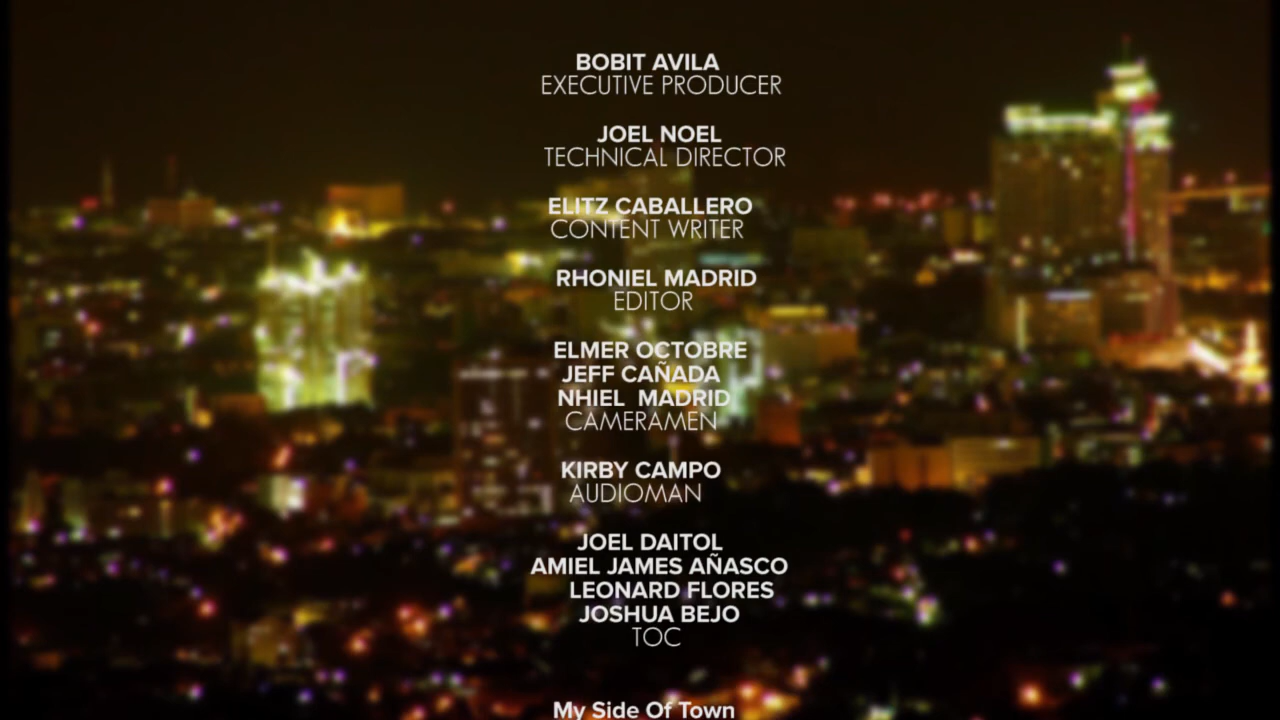 BOBIT AVILA
EXECUTIVE PRODUCER
JOEL NOEL
TECHNICAL DIRECTOR
ELITZ CABALLERO
CONTENT WRITER
RHONIEL MADRID
EDITOR
ELMER OCTOBRE
JEFF CAÑADA
NHIEL MADRID
CAMERAMEN
KIRBY CAMPO
AUDIOMAN
JOEL DAITOL
AMIEL JAMES AÑASCO
LEONARD FLORES
JOSHUA BEJO
TOC
My Side Of Town